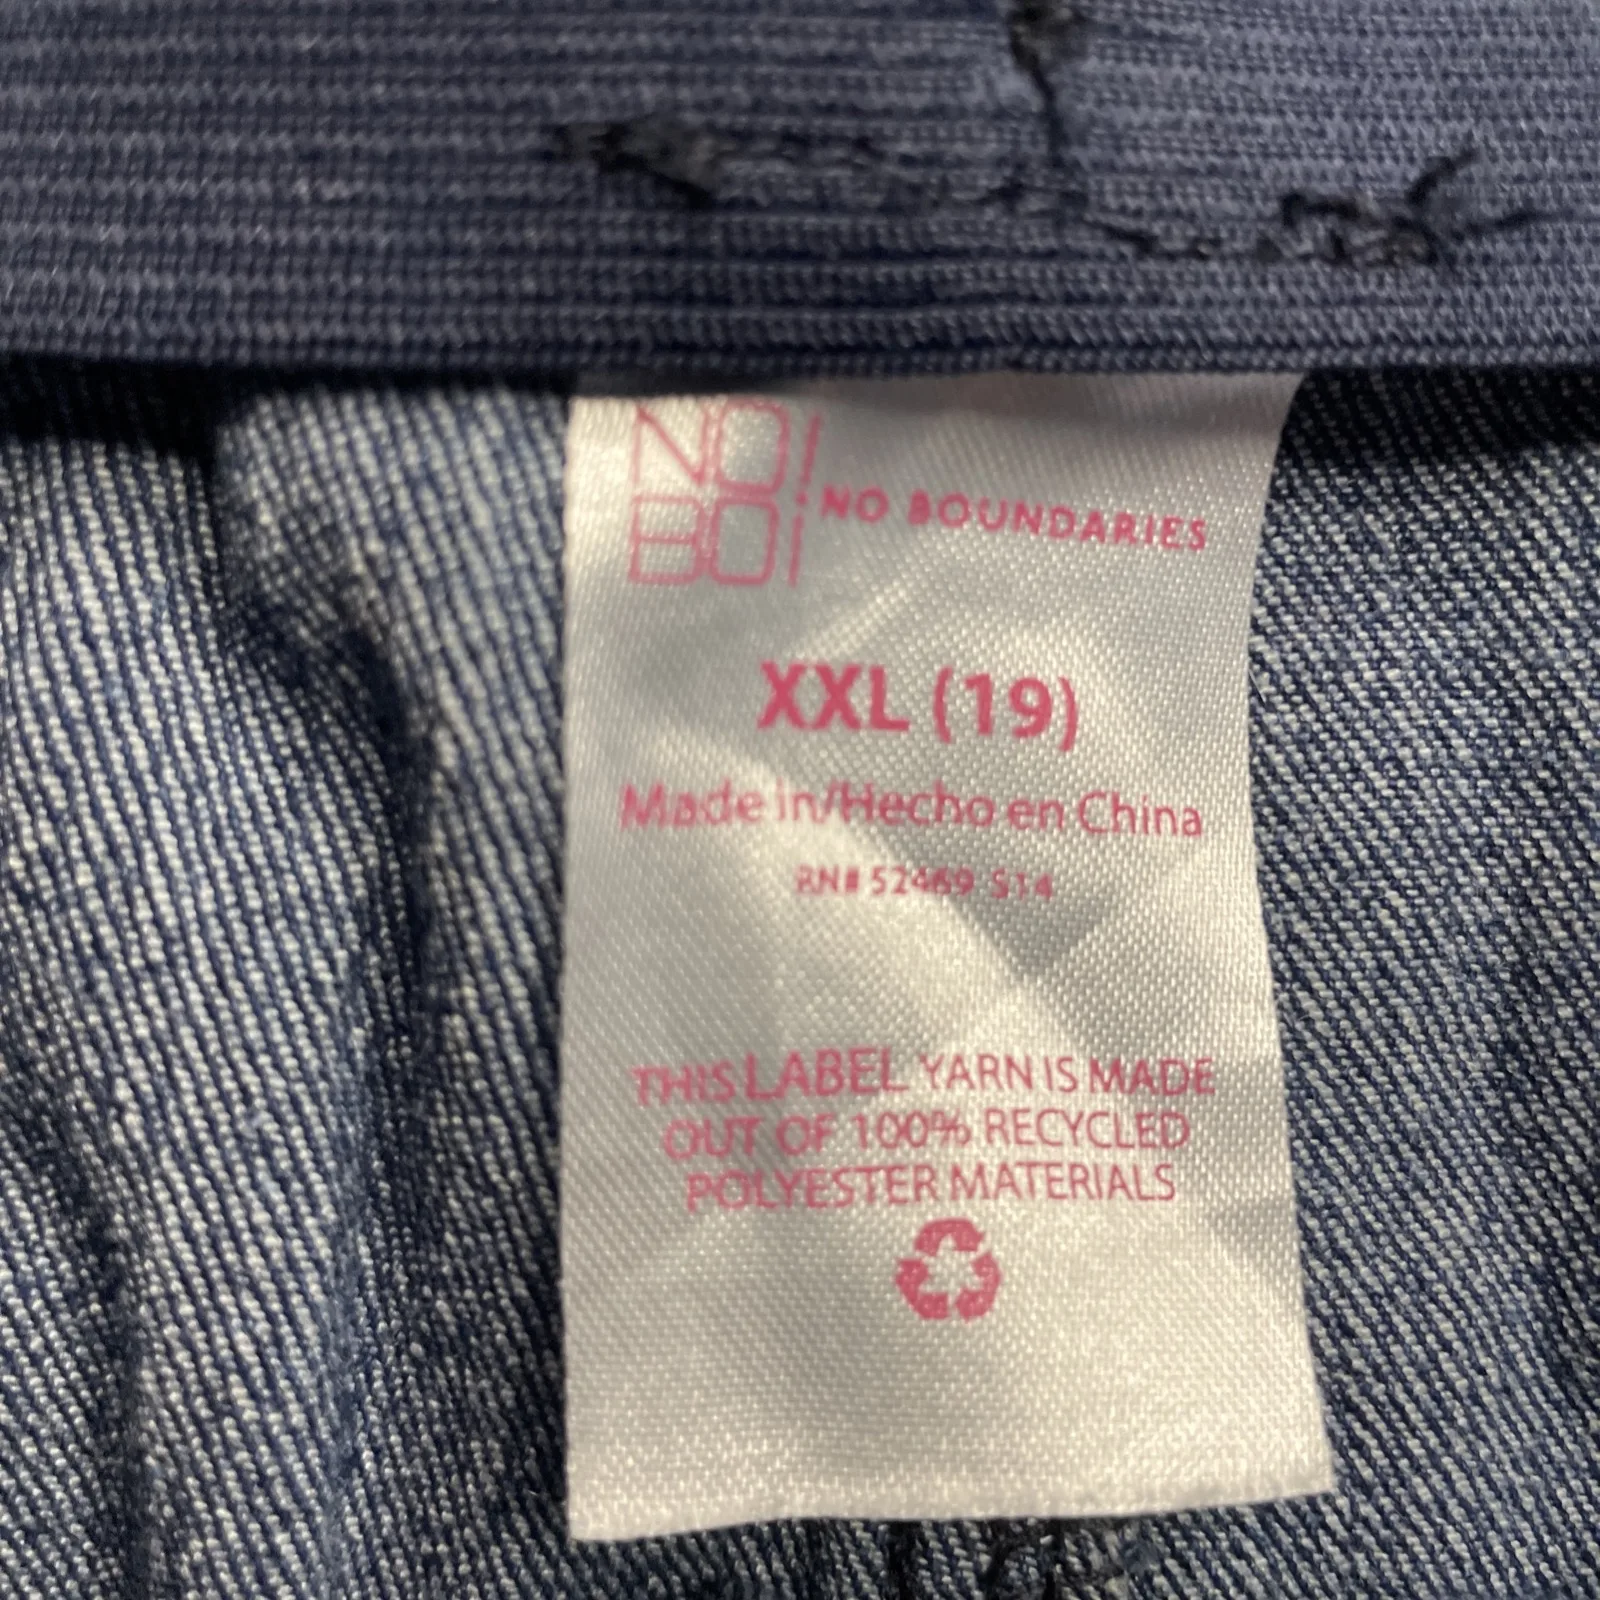 NO!
BO!
NO BOUNDARIES
XXL (19)
Made in/Hecho en China
RN# 52469 S14
THIS LABEL YARN IS MADE
OUT OF 100% RECYCLED
POLYESTER MATERIALS